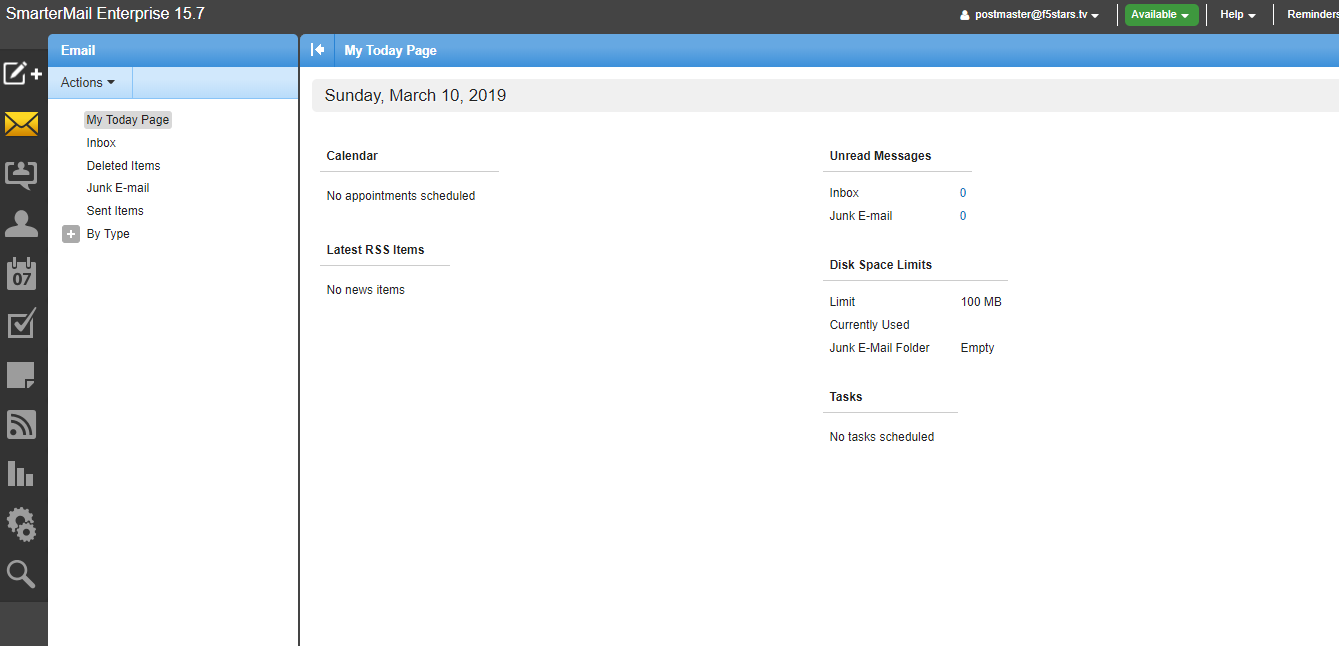 SmarterMail Enterprise 15.7
postmaster@f5stars.tv
Available
Help
Reminders
Email
Actions
My Today Page
Inbox
Deleted Items
Junk E-mail
Sent Items
By Type
07
My Today Page
Sunday, March 10, 2019
Calendar
No appointments scheduled
Latest RSS Items
No news items
Unread Messages
Inbox 0
Junk E-mail 0
Disk Space Limits
Limit 100 MB
Currently Used
Junk E-Mail Folder Empty
Tasks
No tasks scheduled